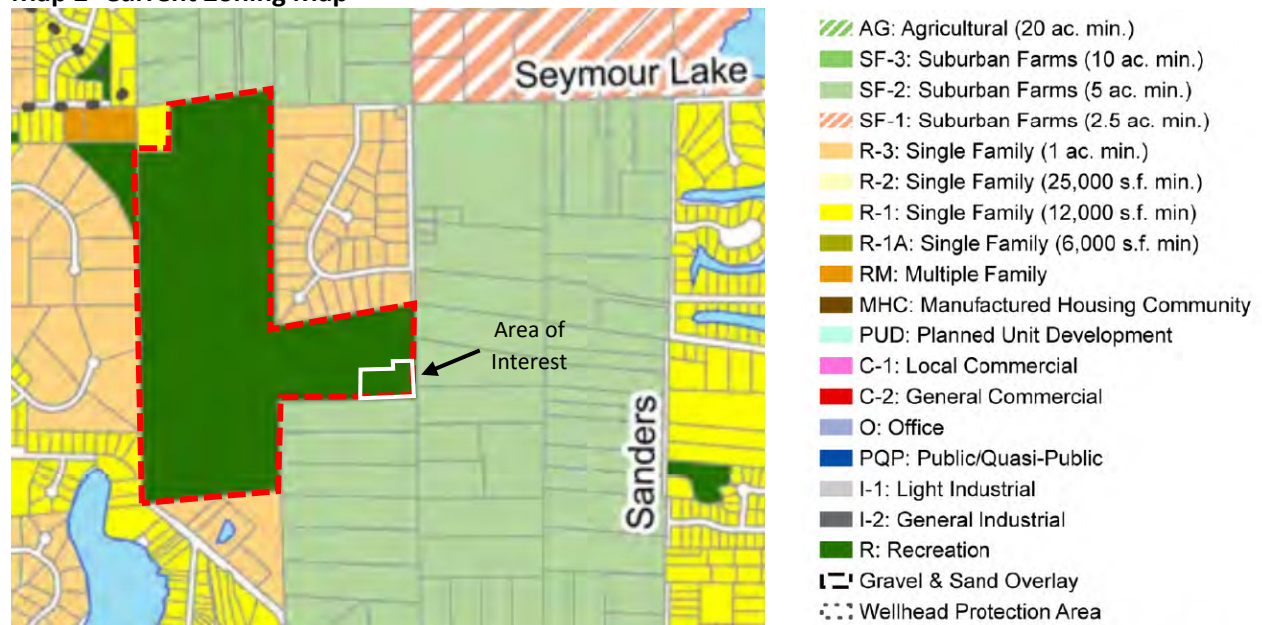 Seymour Lake
Area of
Interest
Sanders
AG: Agricultural (20 ac. min.)
SF-3: Suburban Farms (10 ac. min.)
SF-2: Suburban Farms (5 ac. min.)
SF-1: Suburban Farms (2.5 ac. min.)
R-3: Single Family (1 ac. min.)
R-2: Single Family (25,000 s.f. min.)
R-1: Single Family (12,000 s.f. min)
R-1A: Single Family (6,000 s.f. min)
RM: Multiple Family
MHC: Manufactured Housing Community
PUD: Planned Unit Development
C-1: Local Commercial
C-2: General Commercial
O: Office
PQP: Public/Quasi-Public
I-1: Light Industrial
I-2: General Industrial
R: Recreation
Gravel & Sand Overlay
Wellhead Protection Area